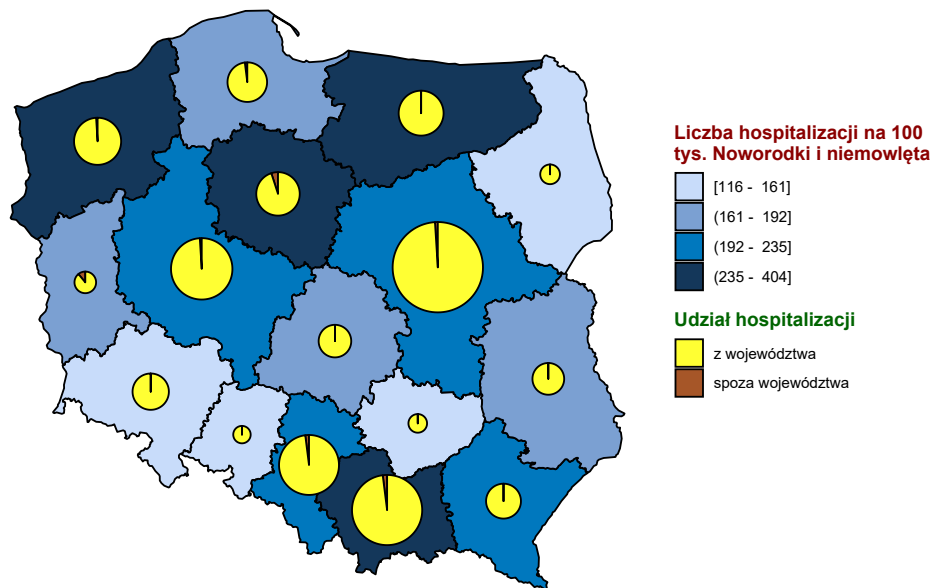 Liczba hospitalizacji na 100
tys. Noworodki i niemowlęta
[116 - 161]
(161 - 192]
(192 - 235]
(235 - 404]
Udział hospitalizacji
z województwa
spoza województwa